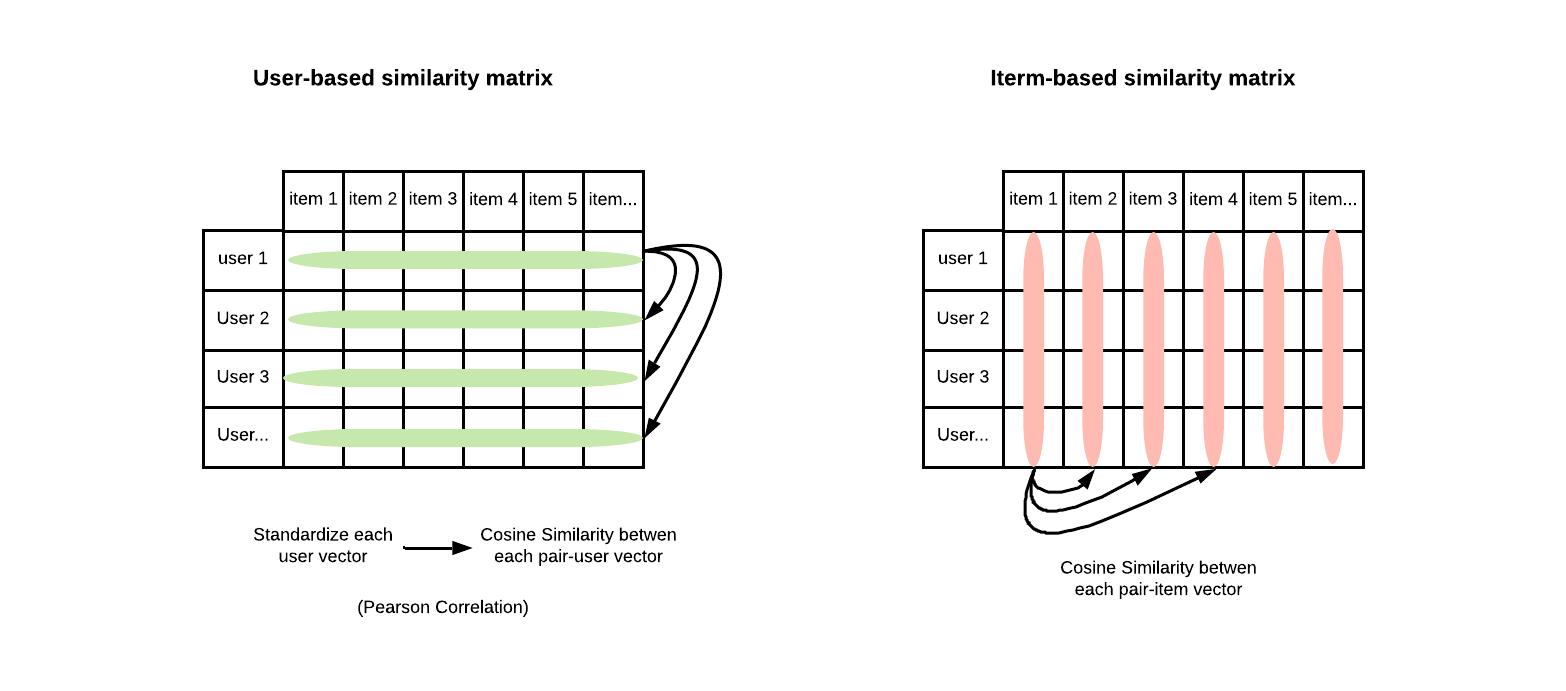 User-based similarity matrix
item 1 item 2 item 3 item 4 item 5 item...
user 1
User 2
User 3
User...
Standardize each
user vector
Cosine Similarity betwen
each pair-user vector
(Pearson Correlation)
Iterm-based similarity matrix
item 1 item 2 item 3 item 4 item 5 item...
user 1
User 2
User 3
User...
Cosine Similarity betwen
each pair-item vector